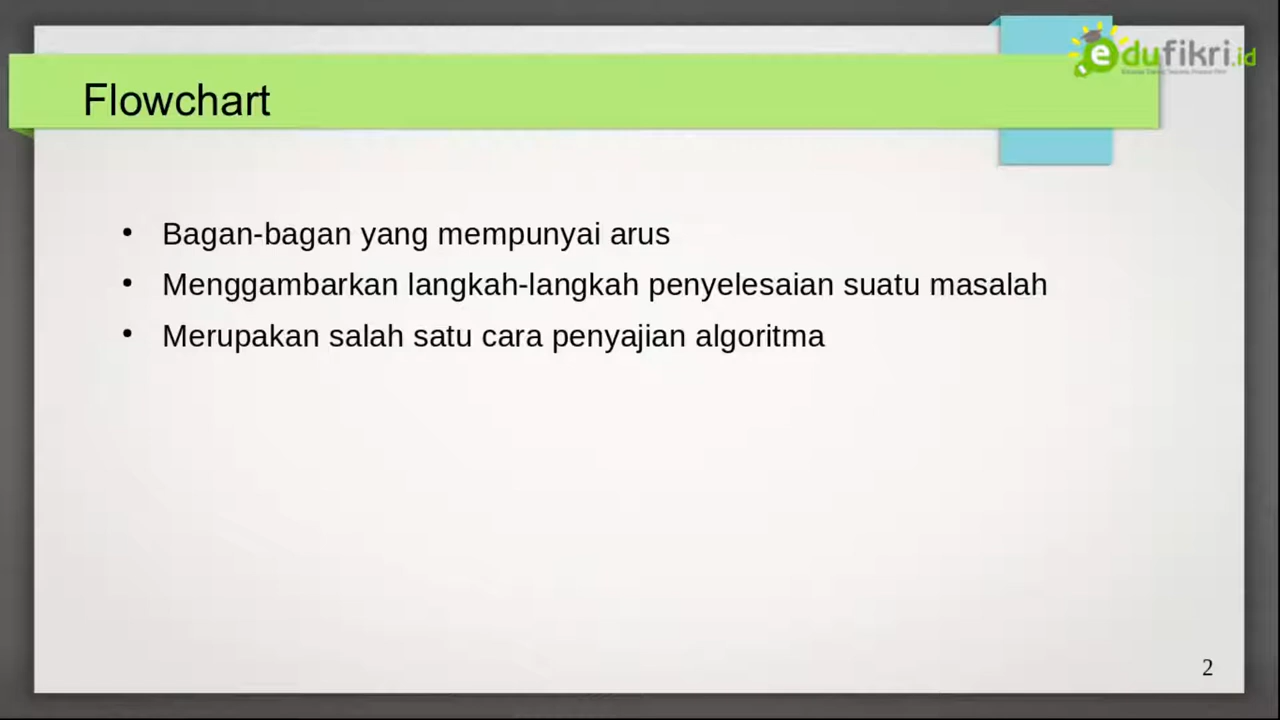 edufikri.id
Flowchart
• Bagan-bagan yang mempunyai arus
• Menggambarkan langkah-langkah penyelesaian suatu masalah
• Merupakan salah satu cara penyajian algoritma
2